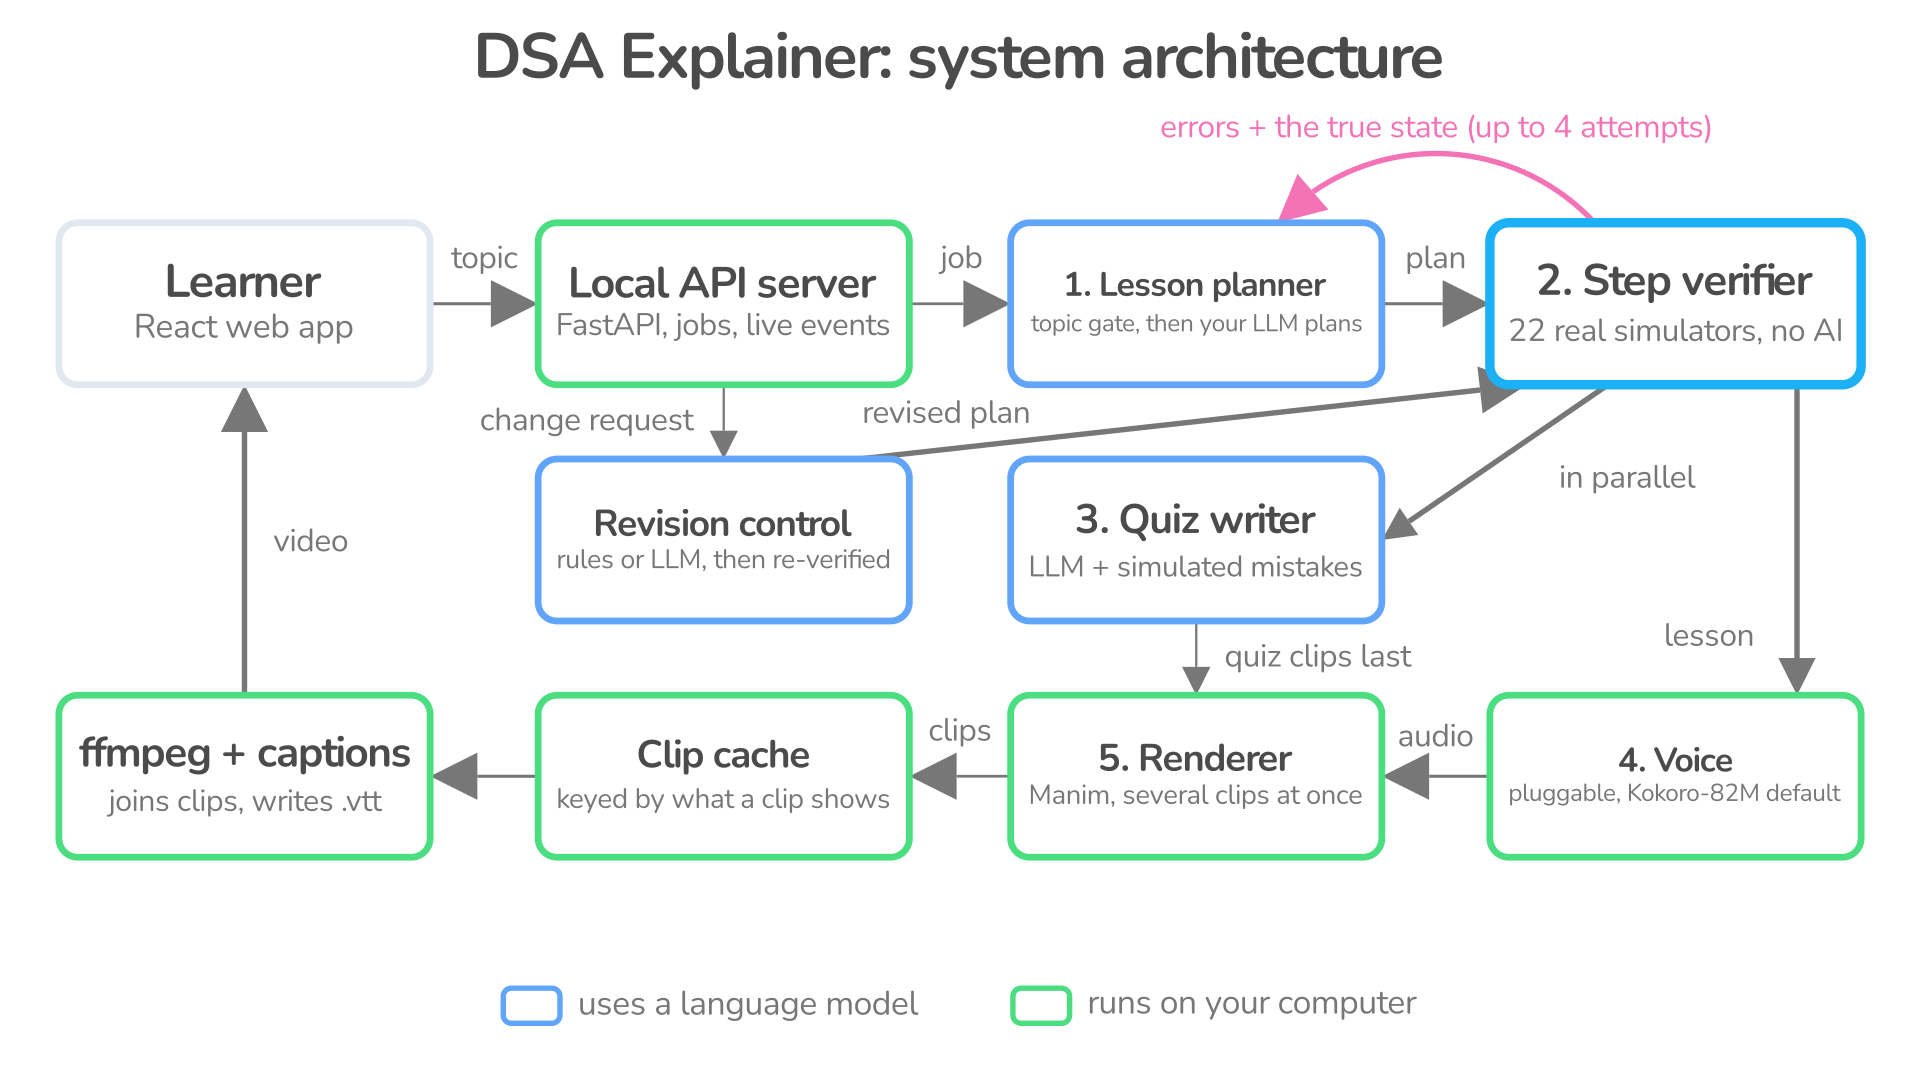 DSA Explainer: system architecture
errors + the true state (up to 4 attempts)
Learner
React web app
topic
Local API server
FastAPI, jobs, live events
job
1. Lesson planner
topic gate, then your LLM plans
plan
2. Step verifier
22 real simulators, no AI
change request
revised plan
in parallel
Revision control
rules or LLM, then re-verified
3. Quiz writer
LLM + simulated mistakes
video
lesson
quiz clips last
ffmpeg + captions
joins clips, writes .vtt
Clip cache
keyed by what a clip shows
clips
5. Renderer
Manim, several clips at once
audio
4. Voice
pluggable, Kokoro-82M default
uses a language model
runs on your computer